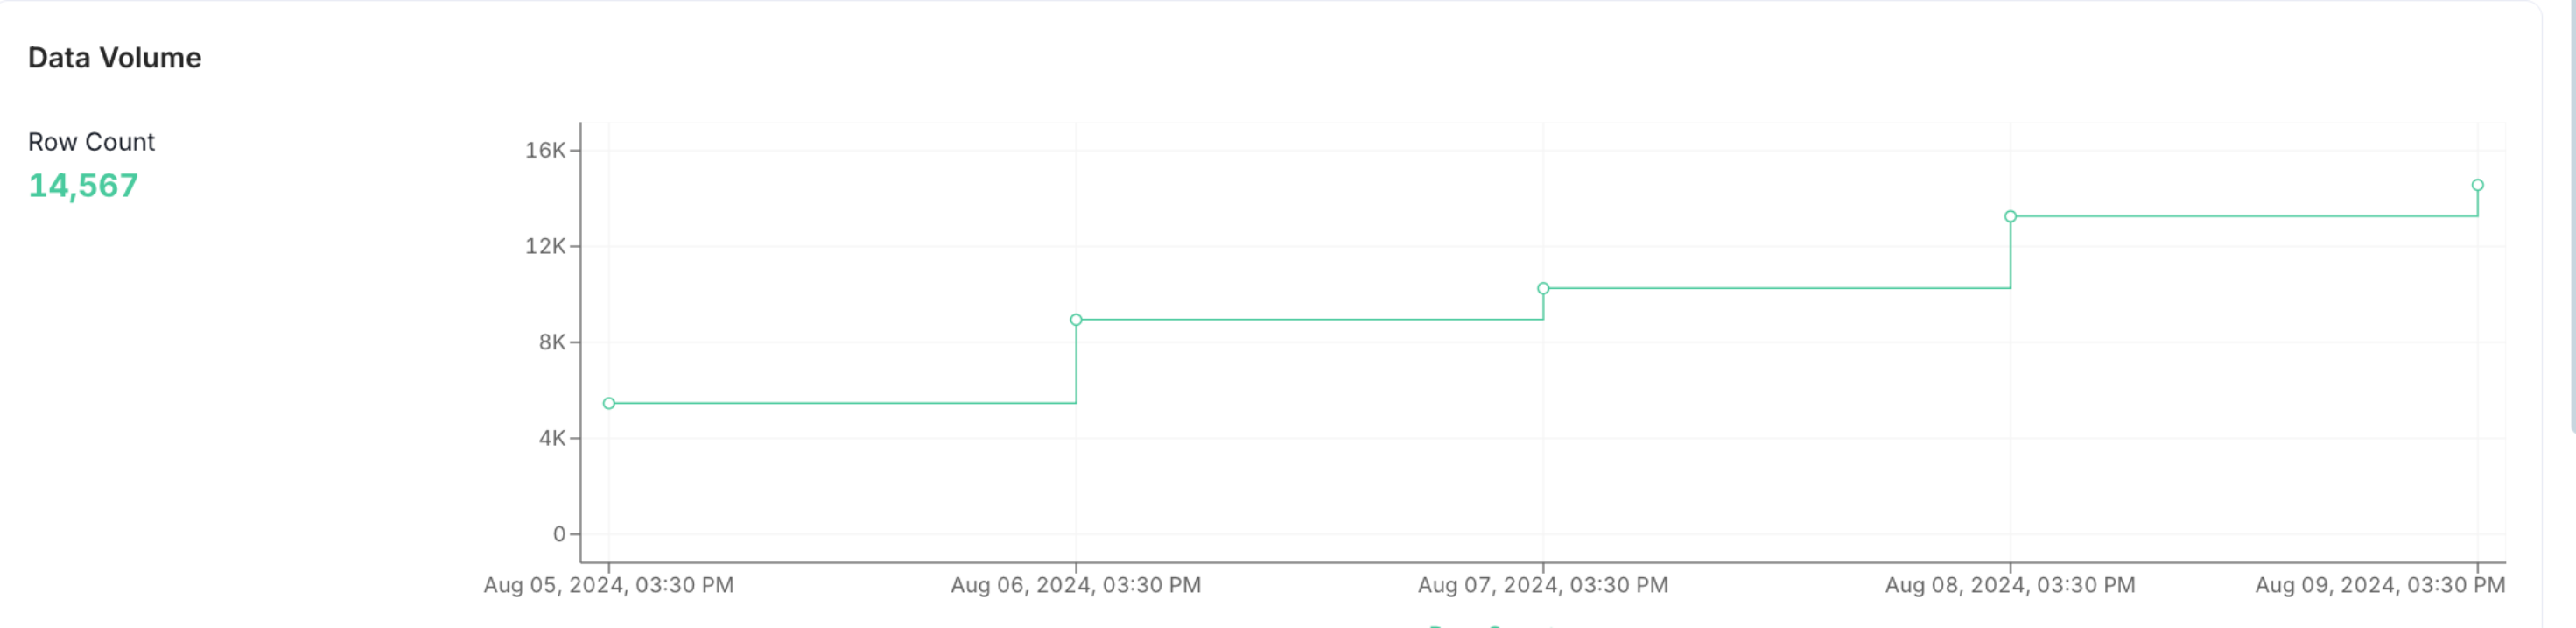 Data Volume
Row Count
14,567
16K
12K
8K
4K
0
Aug 05, 2024, 03:30 PM
Aug 06, 2024, 03:30 PM
Aug 07, 2024, 03:30 PM
Aug 08, 2024, 03:30 PM
Aug 09, 2024, 03:30 PM